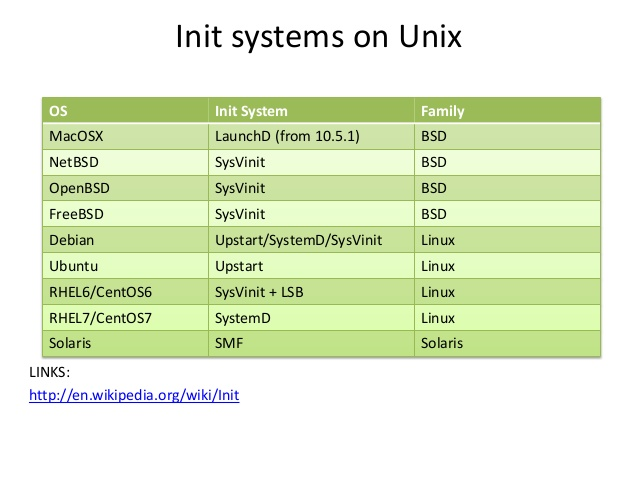 Init systems on Unix
OS Init System Family
MacOSX LaunchD (from 10.5.1) BSD
NetBSD SysVinit BSD
OpenBSD SysVinit BSD
FreeBSD SysVinit BSD
Debian Upstart/SystemD/SysVinit Linux
Ubuntu Upstart Linux
RHEL6/CentOS6 SysVinit + LSB Linux
RHEL7/CentOS7 SystemD Linux
Solaris SMF Solaris
LINKS:
http://en.wikipedia.org/wiki/Init